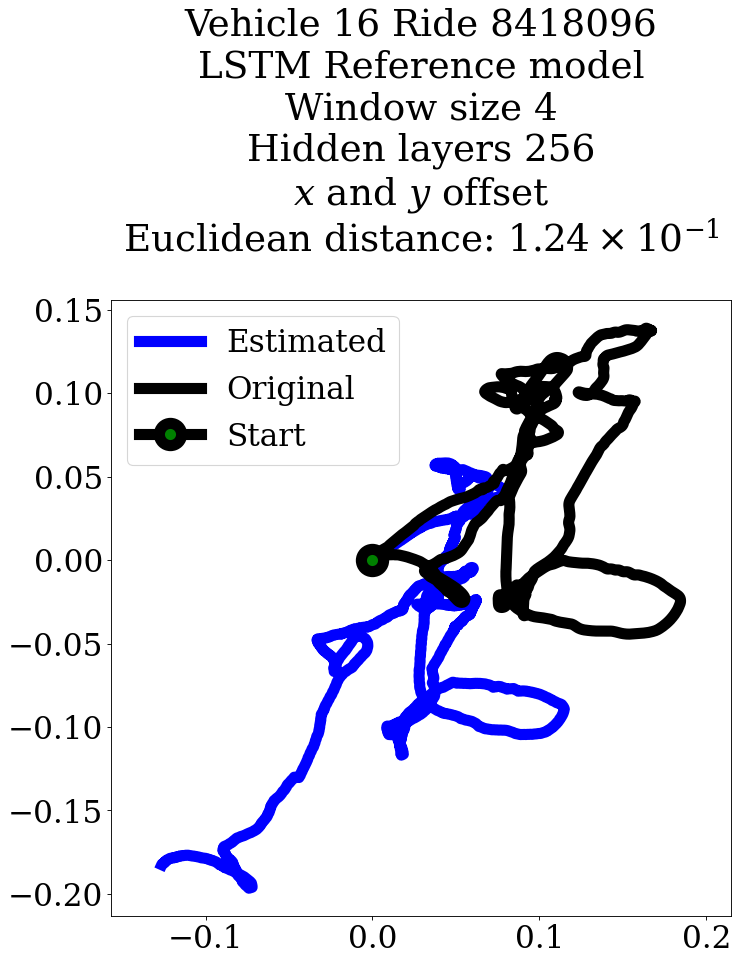 Vehicle 16 Ride 8418096
LSTM Reference model
Window size 4
Hidden layers 256
x and y offset
Euclidean distance: 1.24 × 10⁻¹
0.15
0.10
0.05
0.00
−0.05
−0.10
−0.15
−0.20
Estimated
Original
Start
−0.1 0.0 0.1 0.2